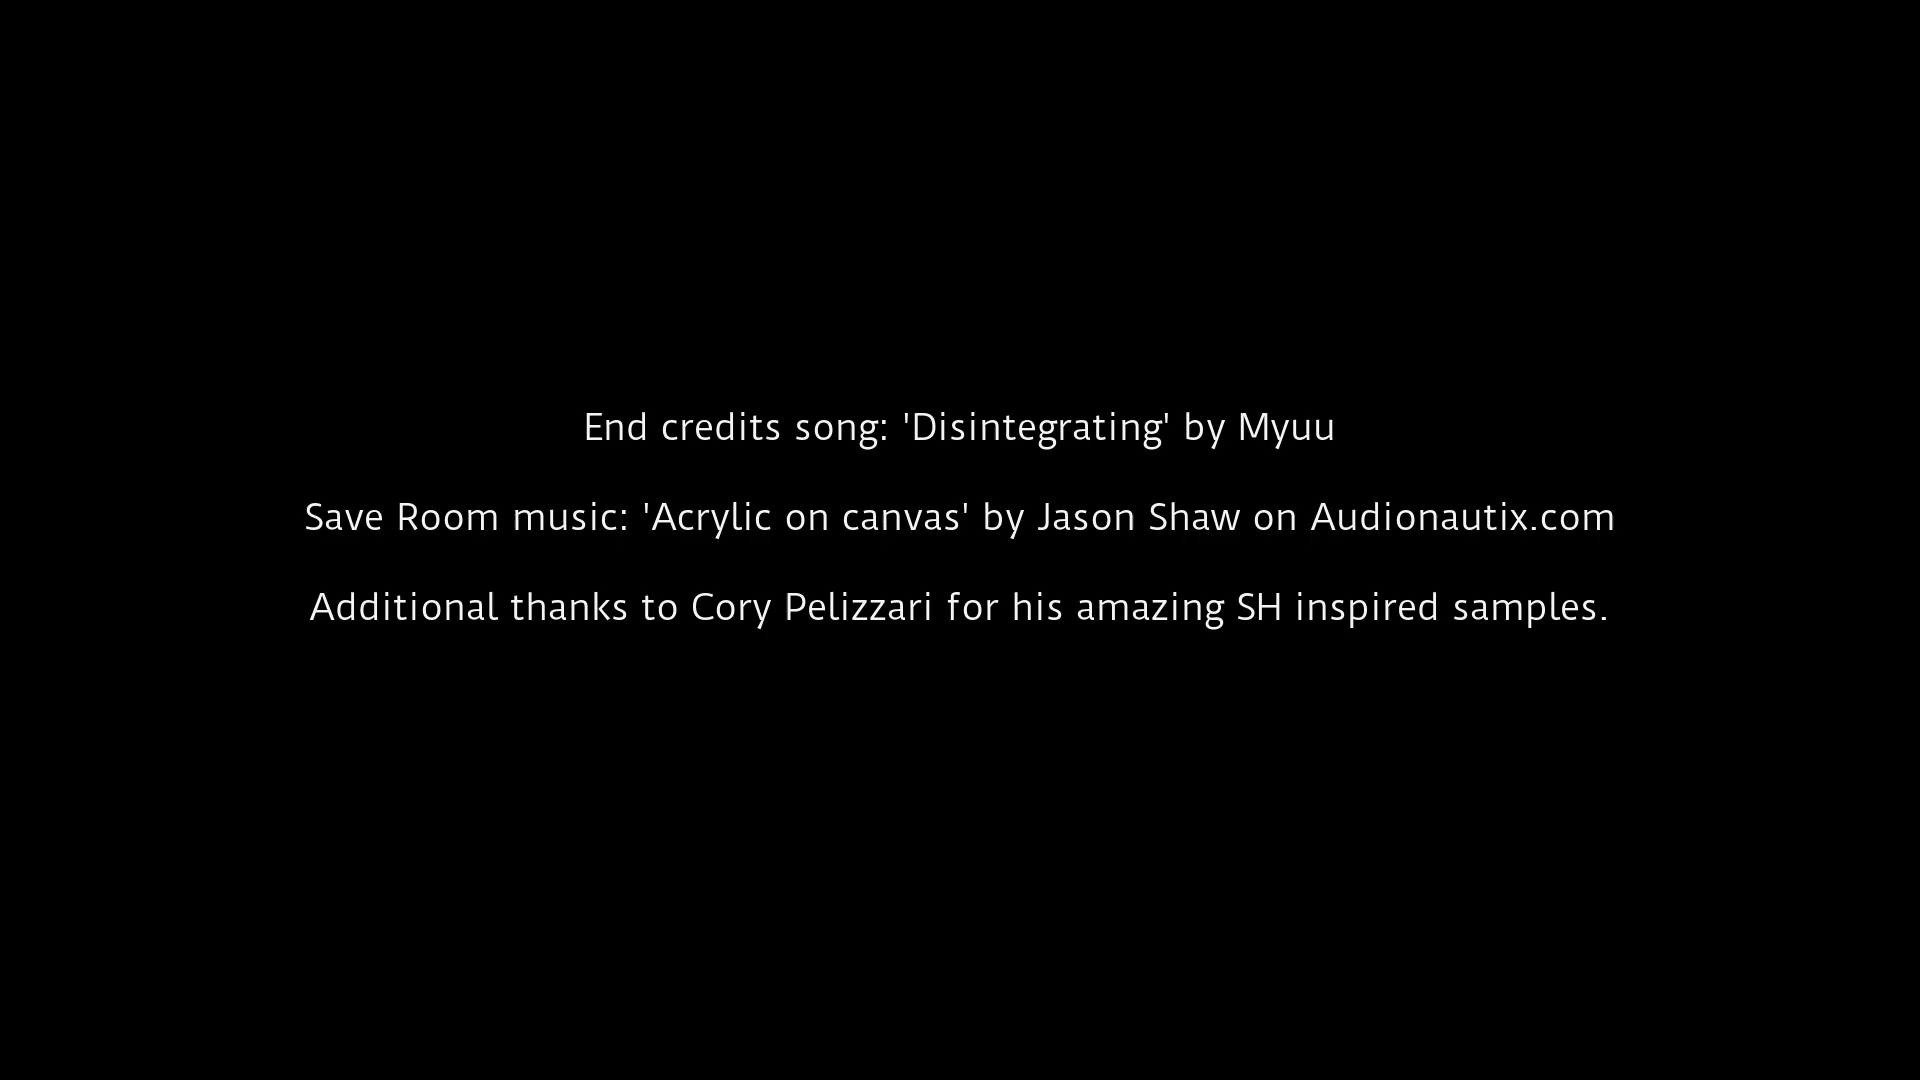 End credits song: 'Disintegrating' by Myuu
Save Room music: 'Acrylic on canvas' by Jason Shaw on Audionautix.com
Additional thanks to Cory Pelizzari for his amazing SH inspired samples.